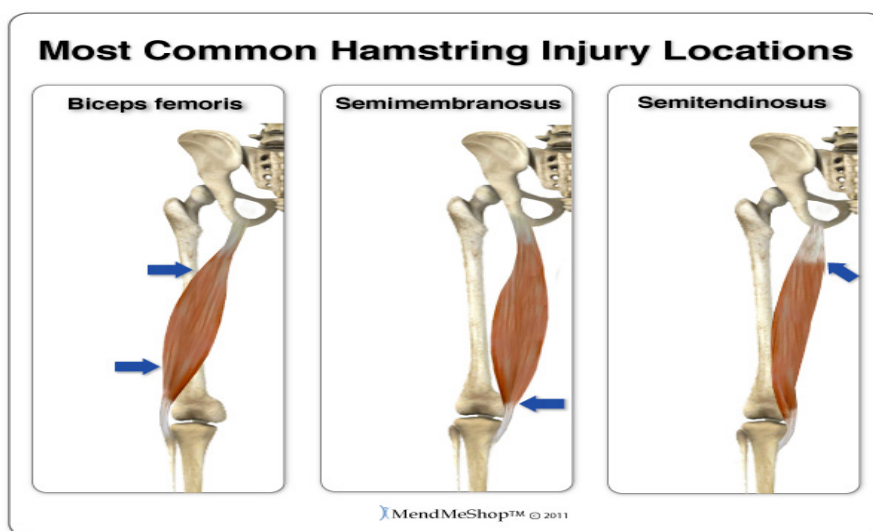 Most Common Hamstring Injury Locations
Biceps femoris
Semimembranosus
Semitendinosus
MendMeShop™ © 2011